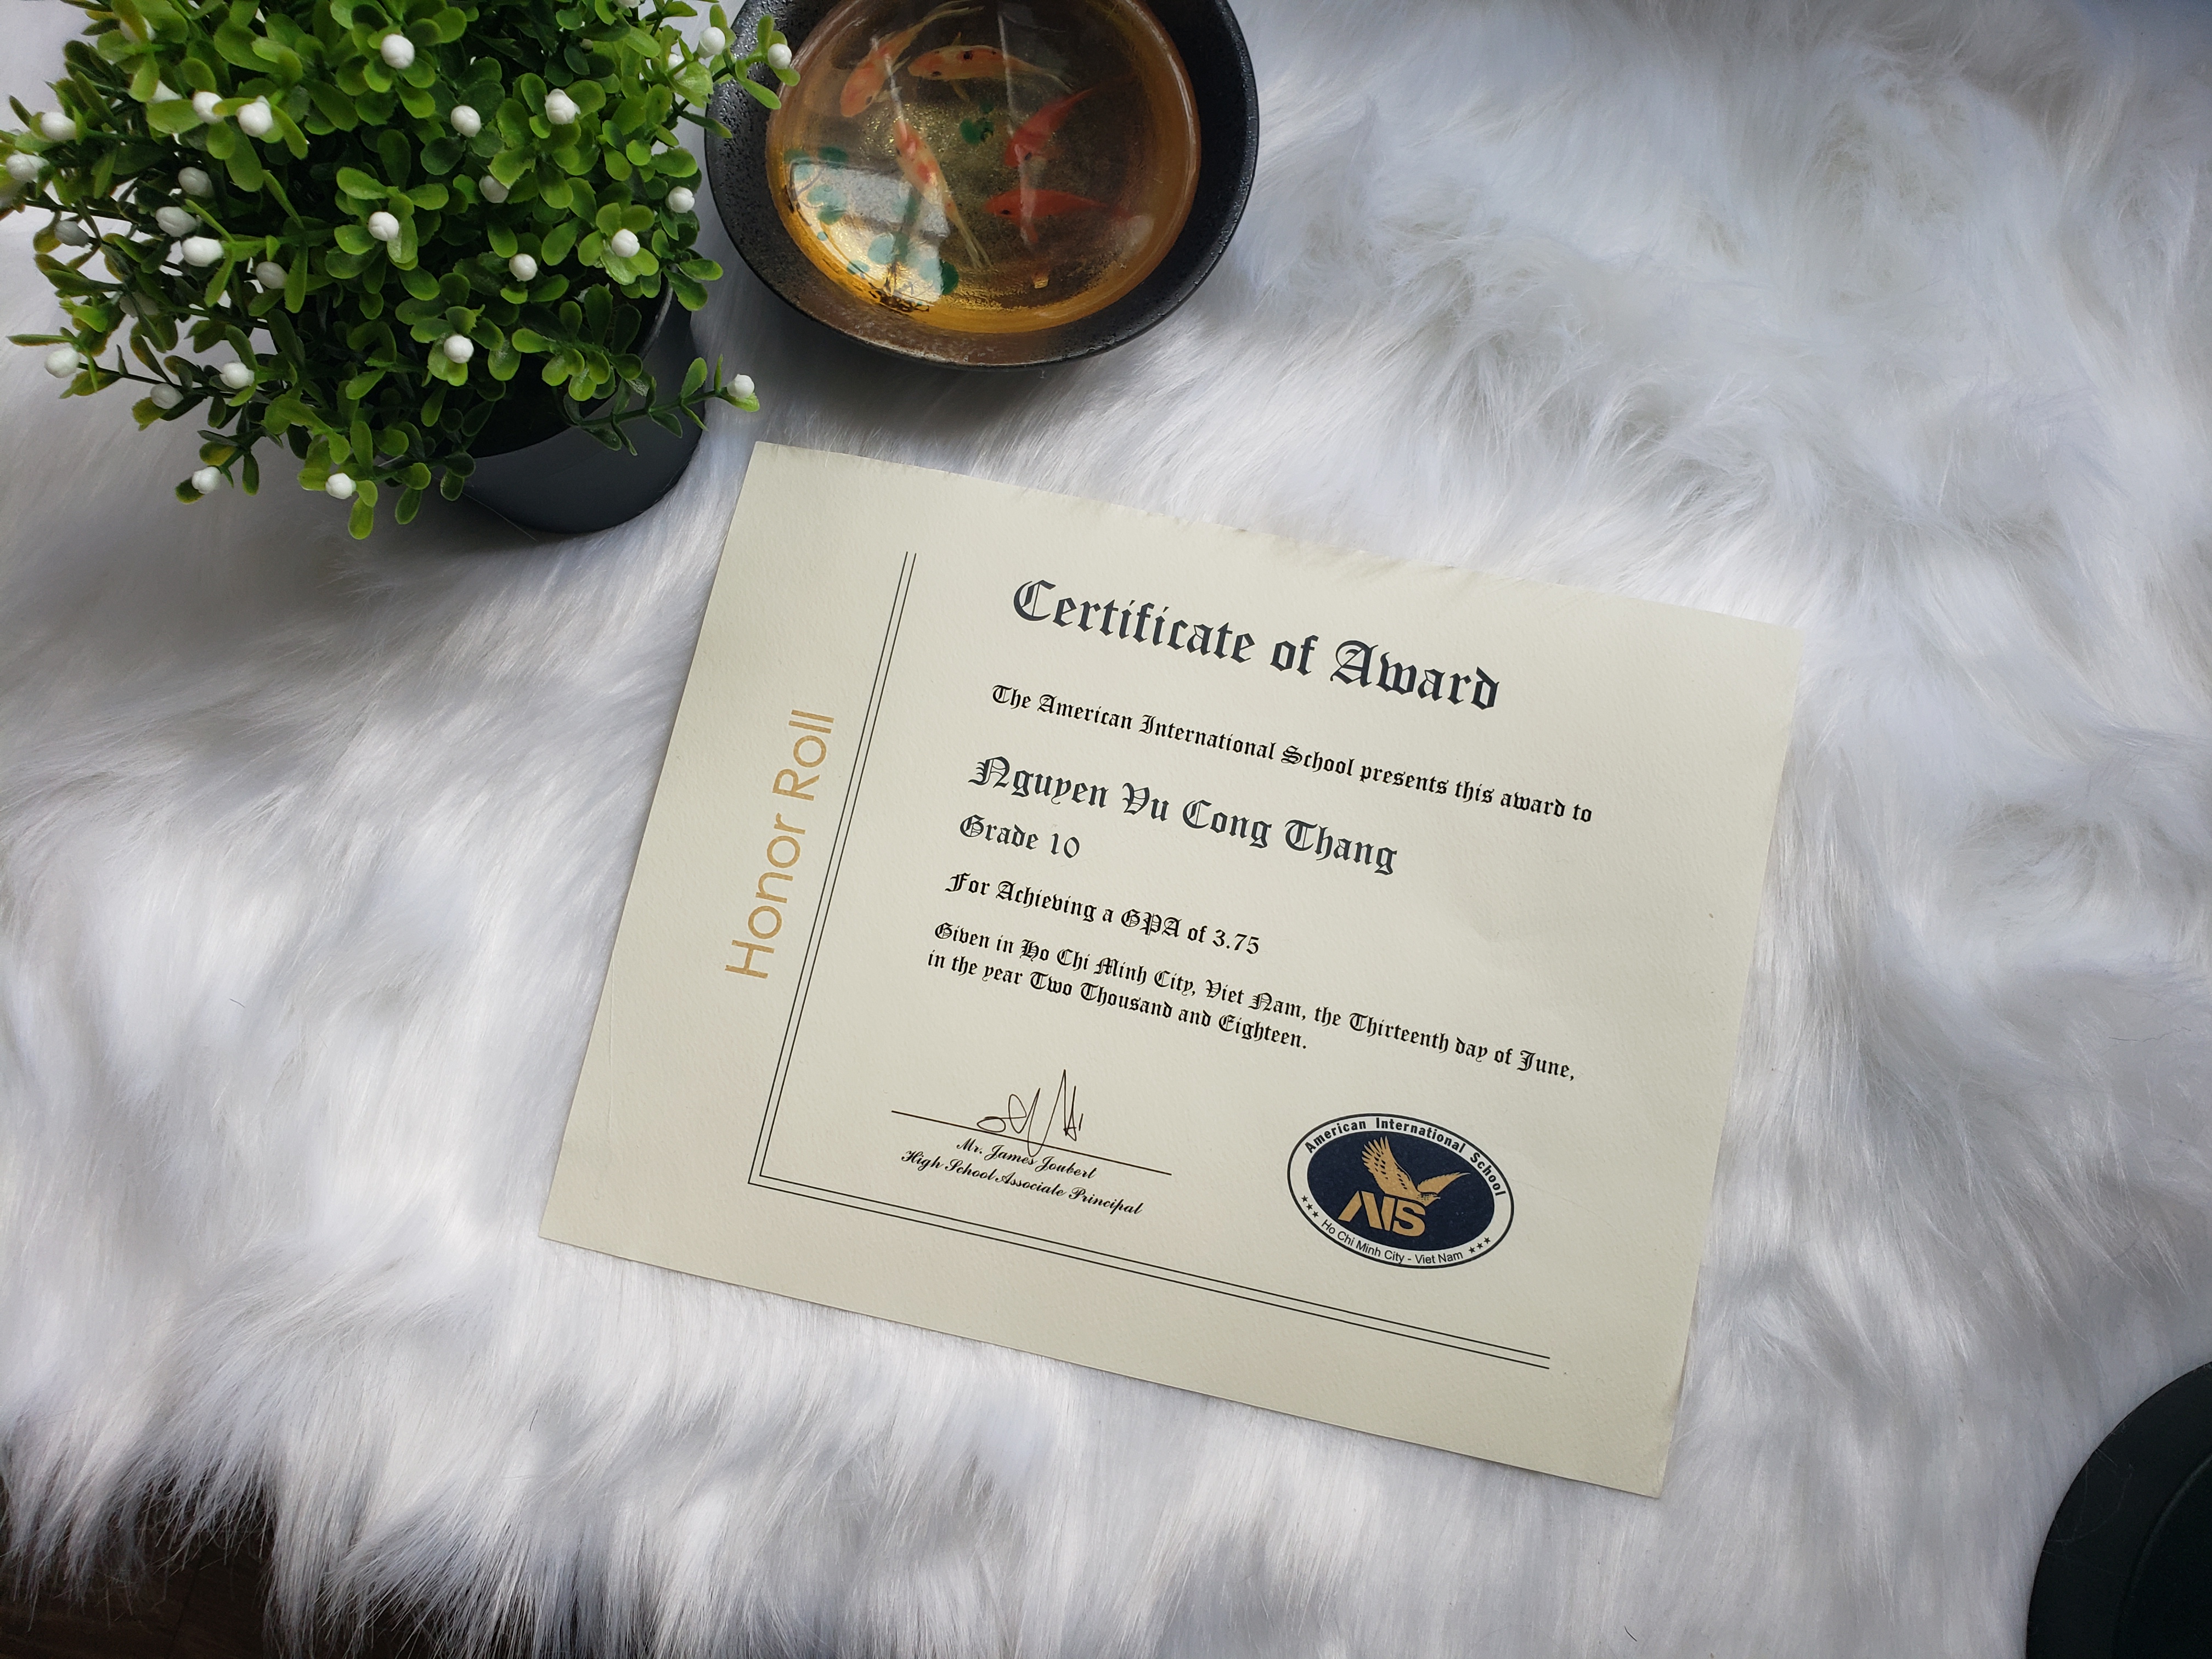 Honor Roll
Certificate of Award
The American International School presents this award to
Nguyen Vu Cong Thang
Grade 10
For Achieving a GPA of 3.75
Given in Ho Chi Minh City, Viet Nam, the Thirteenth day of June,
in the year Two Thousand and Eighteen.
Mr. James Joubert
High School Associate Principal
American International School
AIS
Ho Chi Minh City - Viet Nam